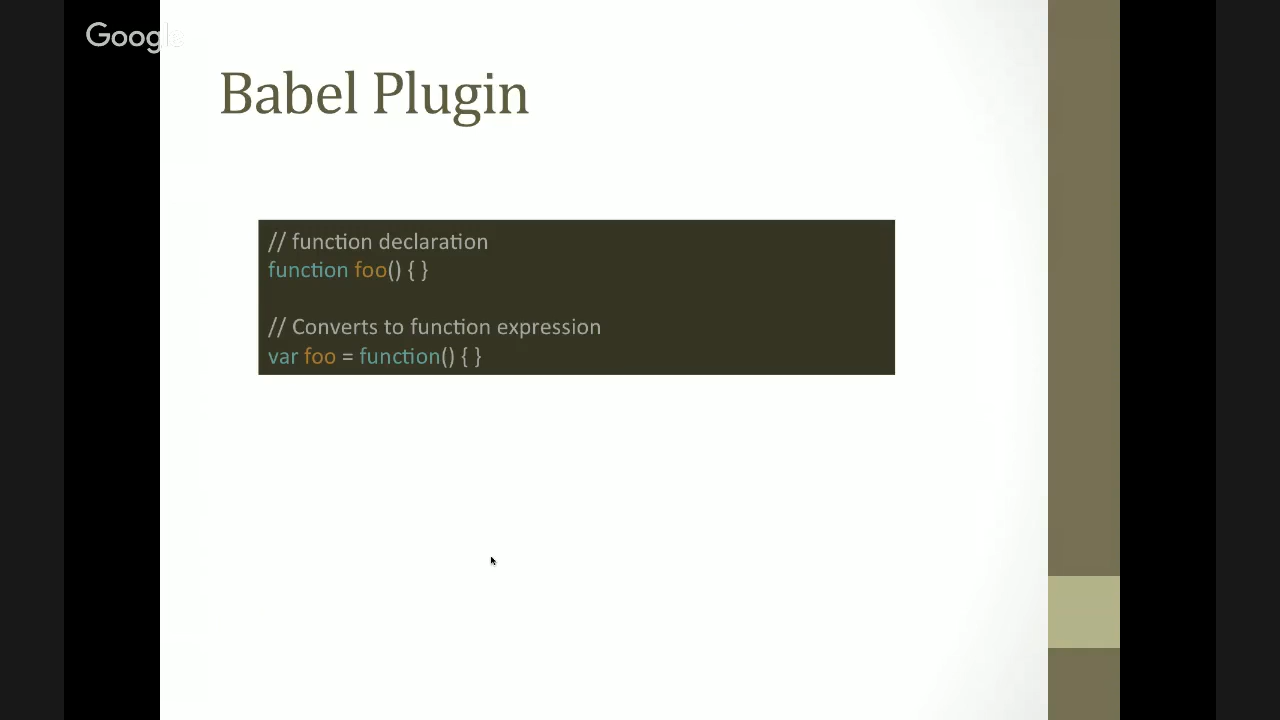 Google
Babel Plugin
// function declaration
function foo() { }
// Converts to function expression
var foo = function() { }